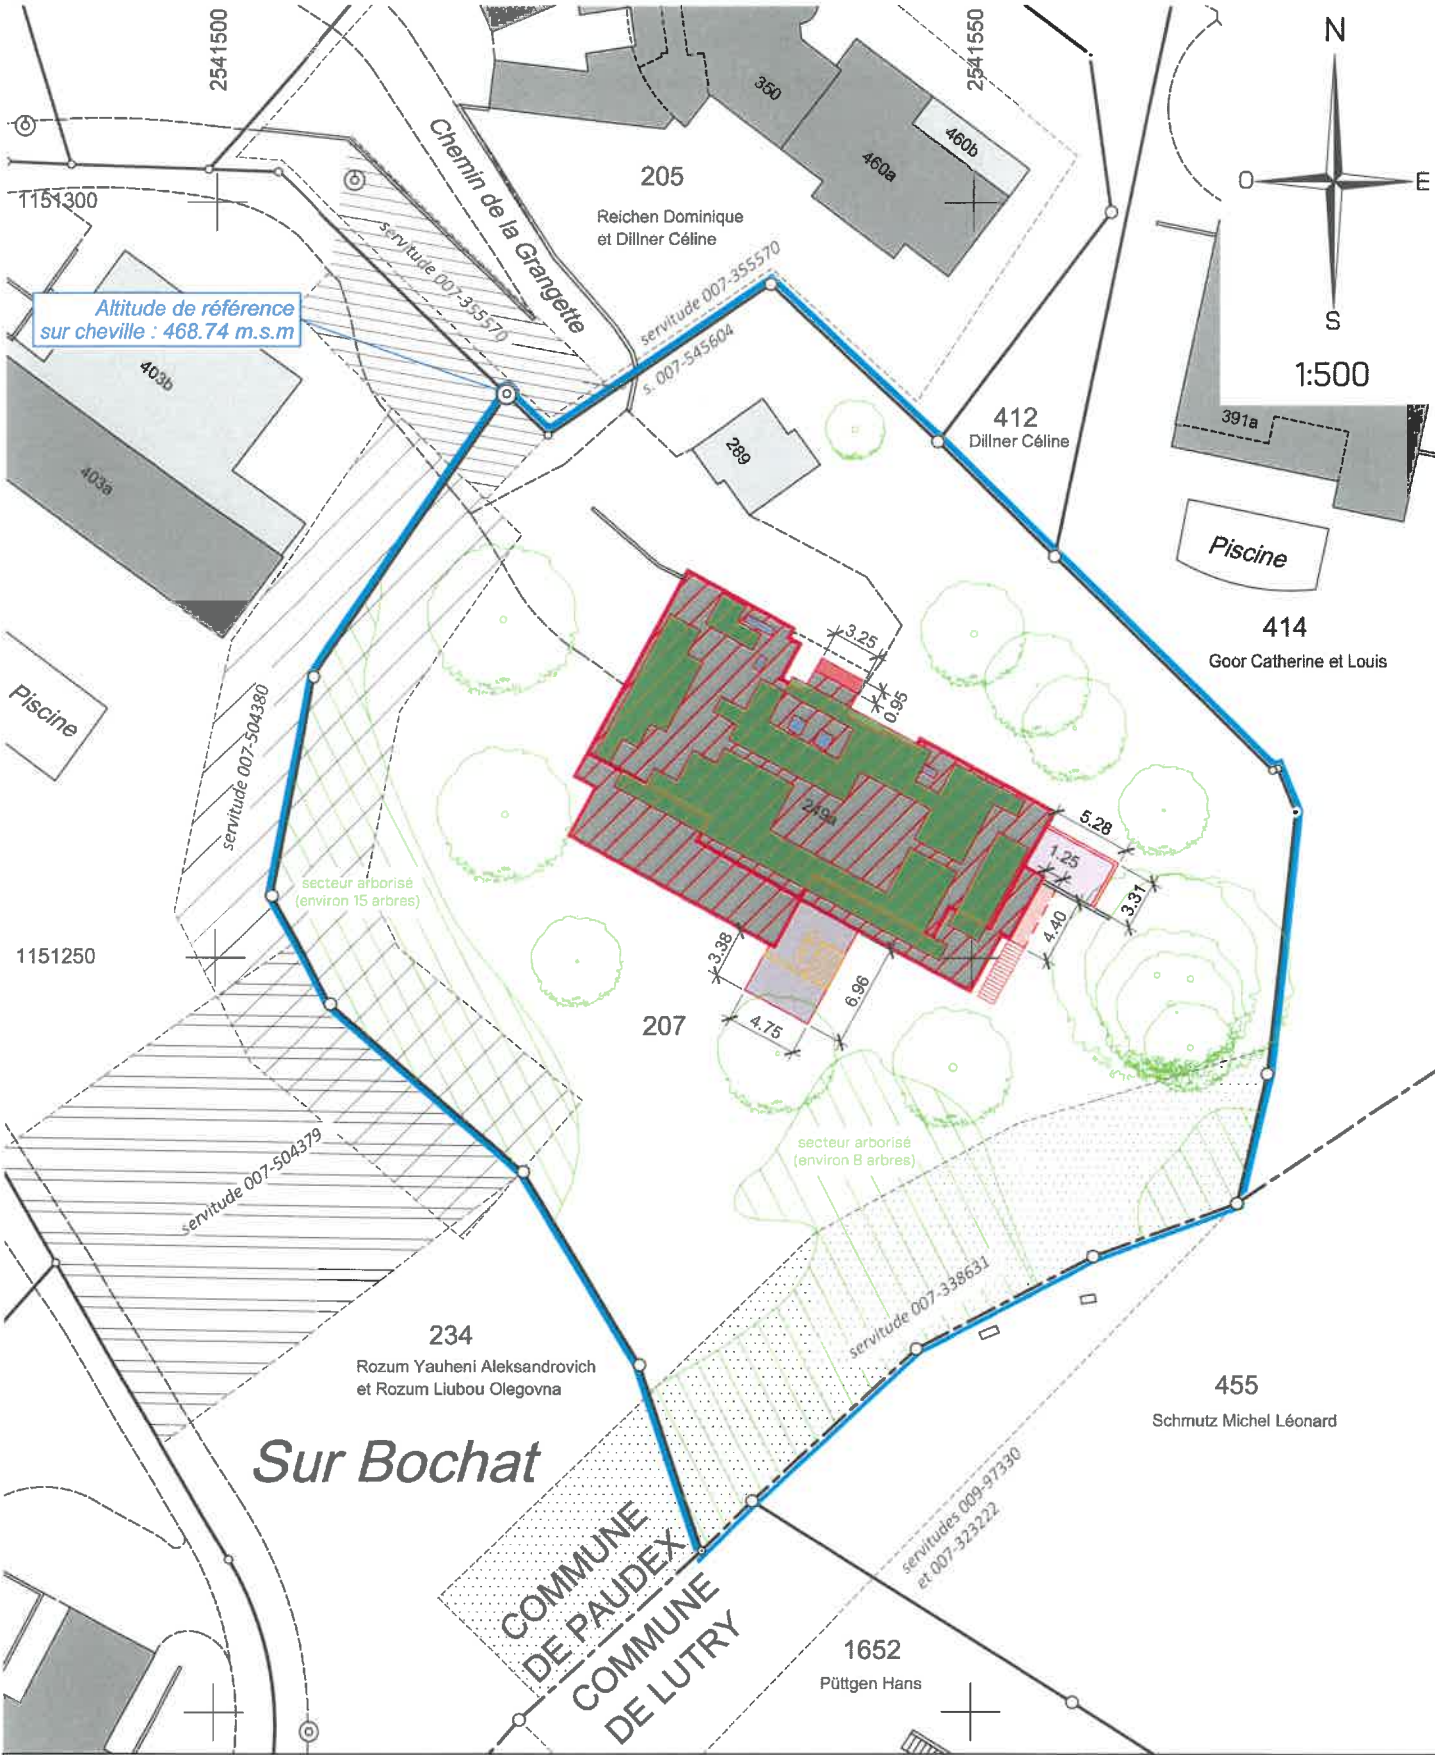 2541500
2541550
N
O
E
S
1:500
1151300
350
460b
460a
205
Reichen Dominique
et Dillner Céline
Chemin de la Grangette
servitude 007-355570
servitude 007-355570
s. 007-545604
Altitude de référence
sur cheville : 468.74 m.s.m
403b
403a
289
412
Dillner Céline
391a
Piscine
414
Goor Catherine et Louis
Piscine
servitude 007-504380
3.25
0.95
249a
5.28
1.25
3.31
4.40
secteur arborisé
(environ 15 arbres)
1151250
3.38
4.75
6.96
207
secteur arborisé
(environ 8 arbres)
servitude 007-504379
servitude 007-338631
234
Rozum Yauheni Aleksandrovich
et Rozum Liubou Olegovna
455
Schmutz Michel Léonard
Sur Bochat
servitudes 009-97330
et 007-323222
COMMUNE
DE PAUDEX
COMMUNE
DE LUTRY
1652
Püttgen Hans